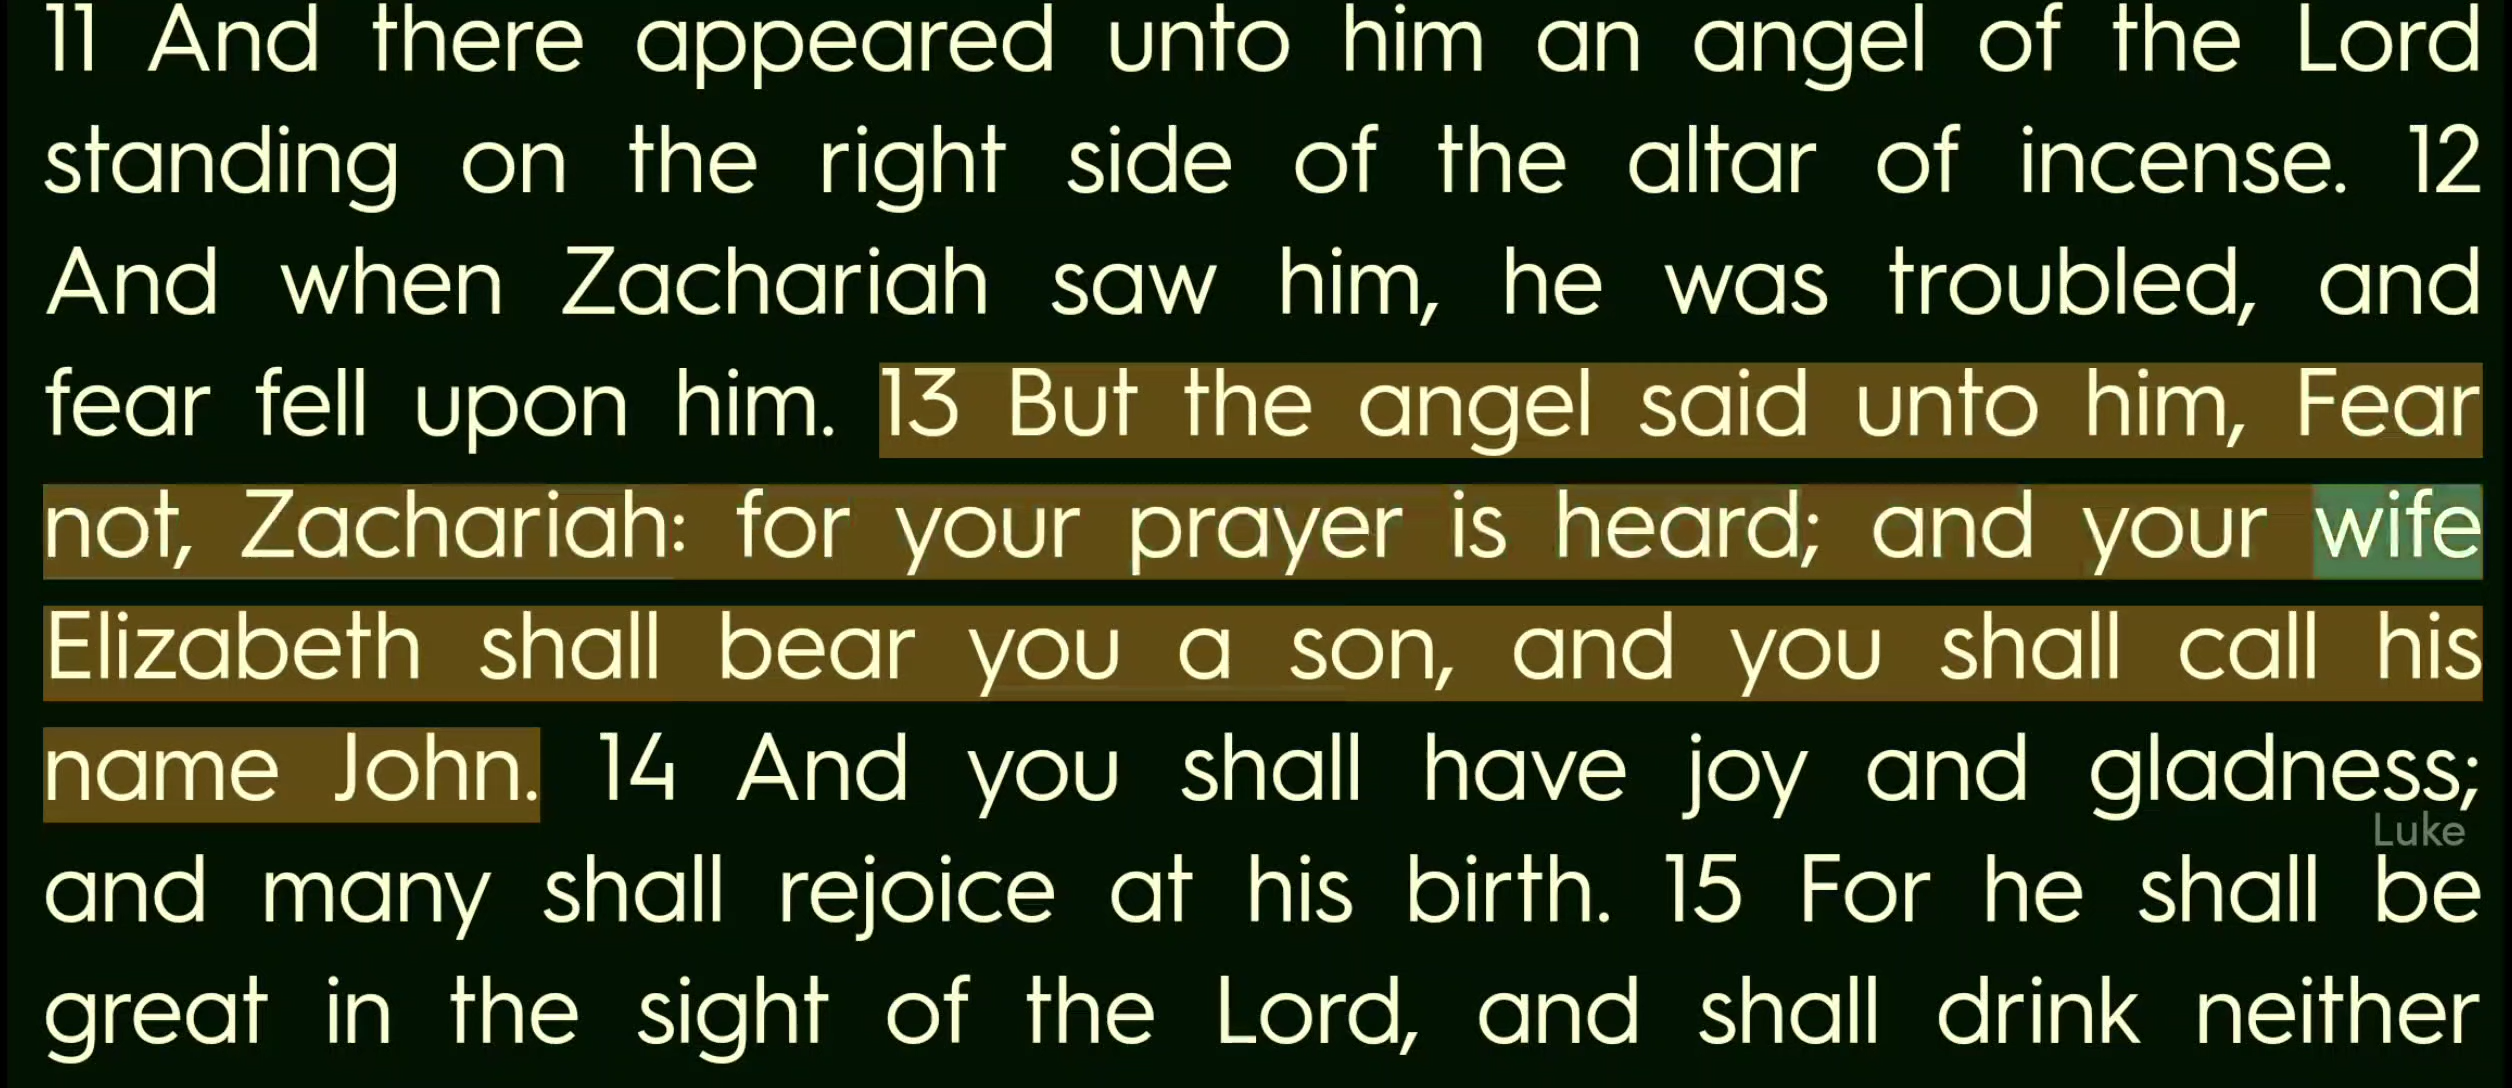 11 And there appeared unto him an angel of the Lord
standing on the right side of the altar of incense. 12
And when Zachariah saw him, he was troubled, and
fear fell upon him. 13 But the angel said unto him, Fear
not, Zachariah: for your prayer is heard; and your wife
Elizabeth shall bear you a son, and you shall call his
name John. 14 And you shall have joy and gladness;
Luke
and many shall rejoice at his birth. 15 For he shall be
great in the sight of the Lord, and shall drink neither